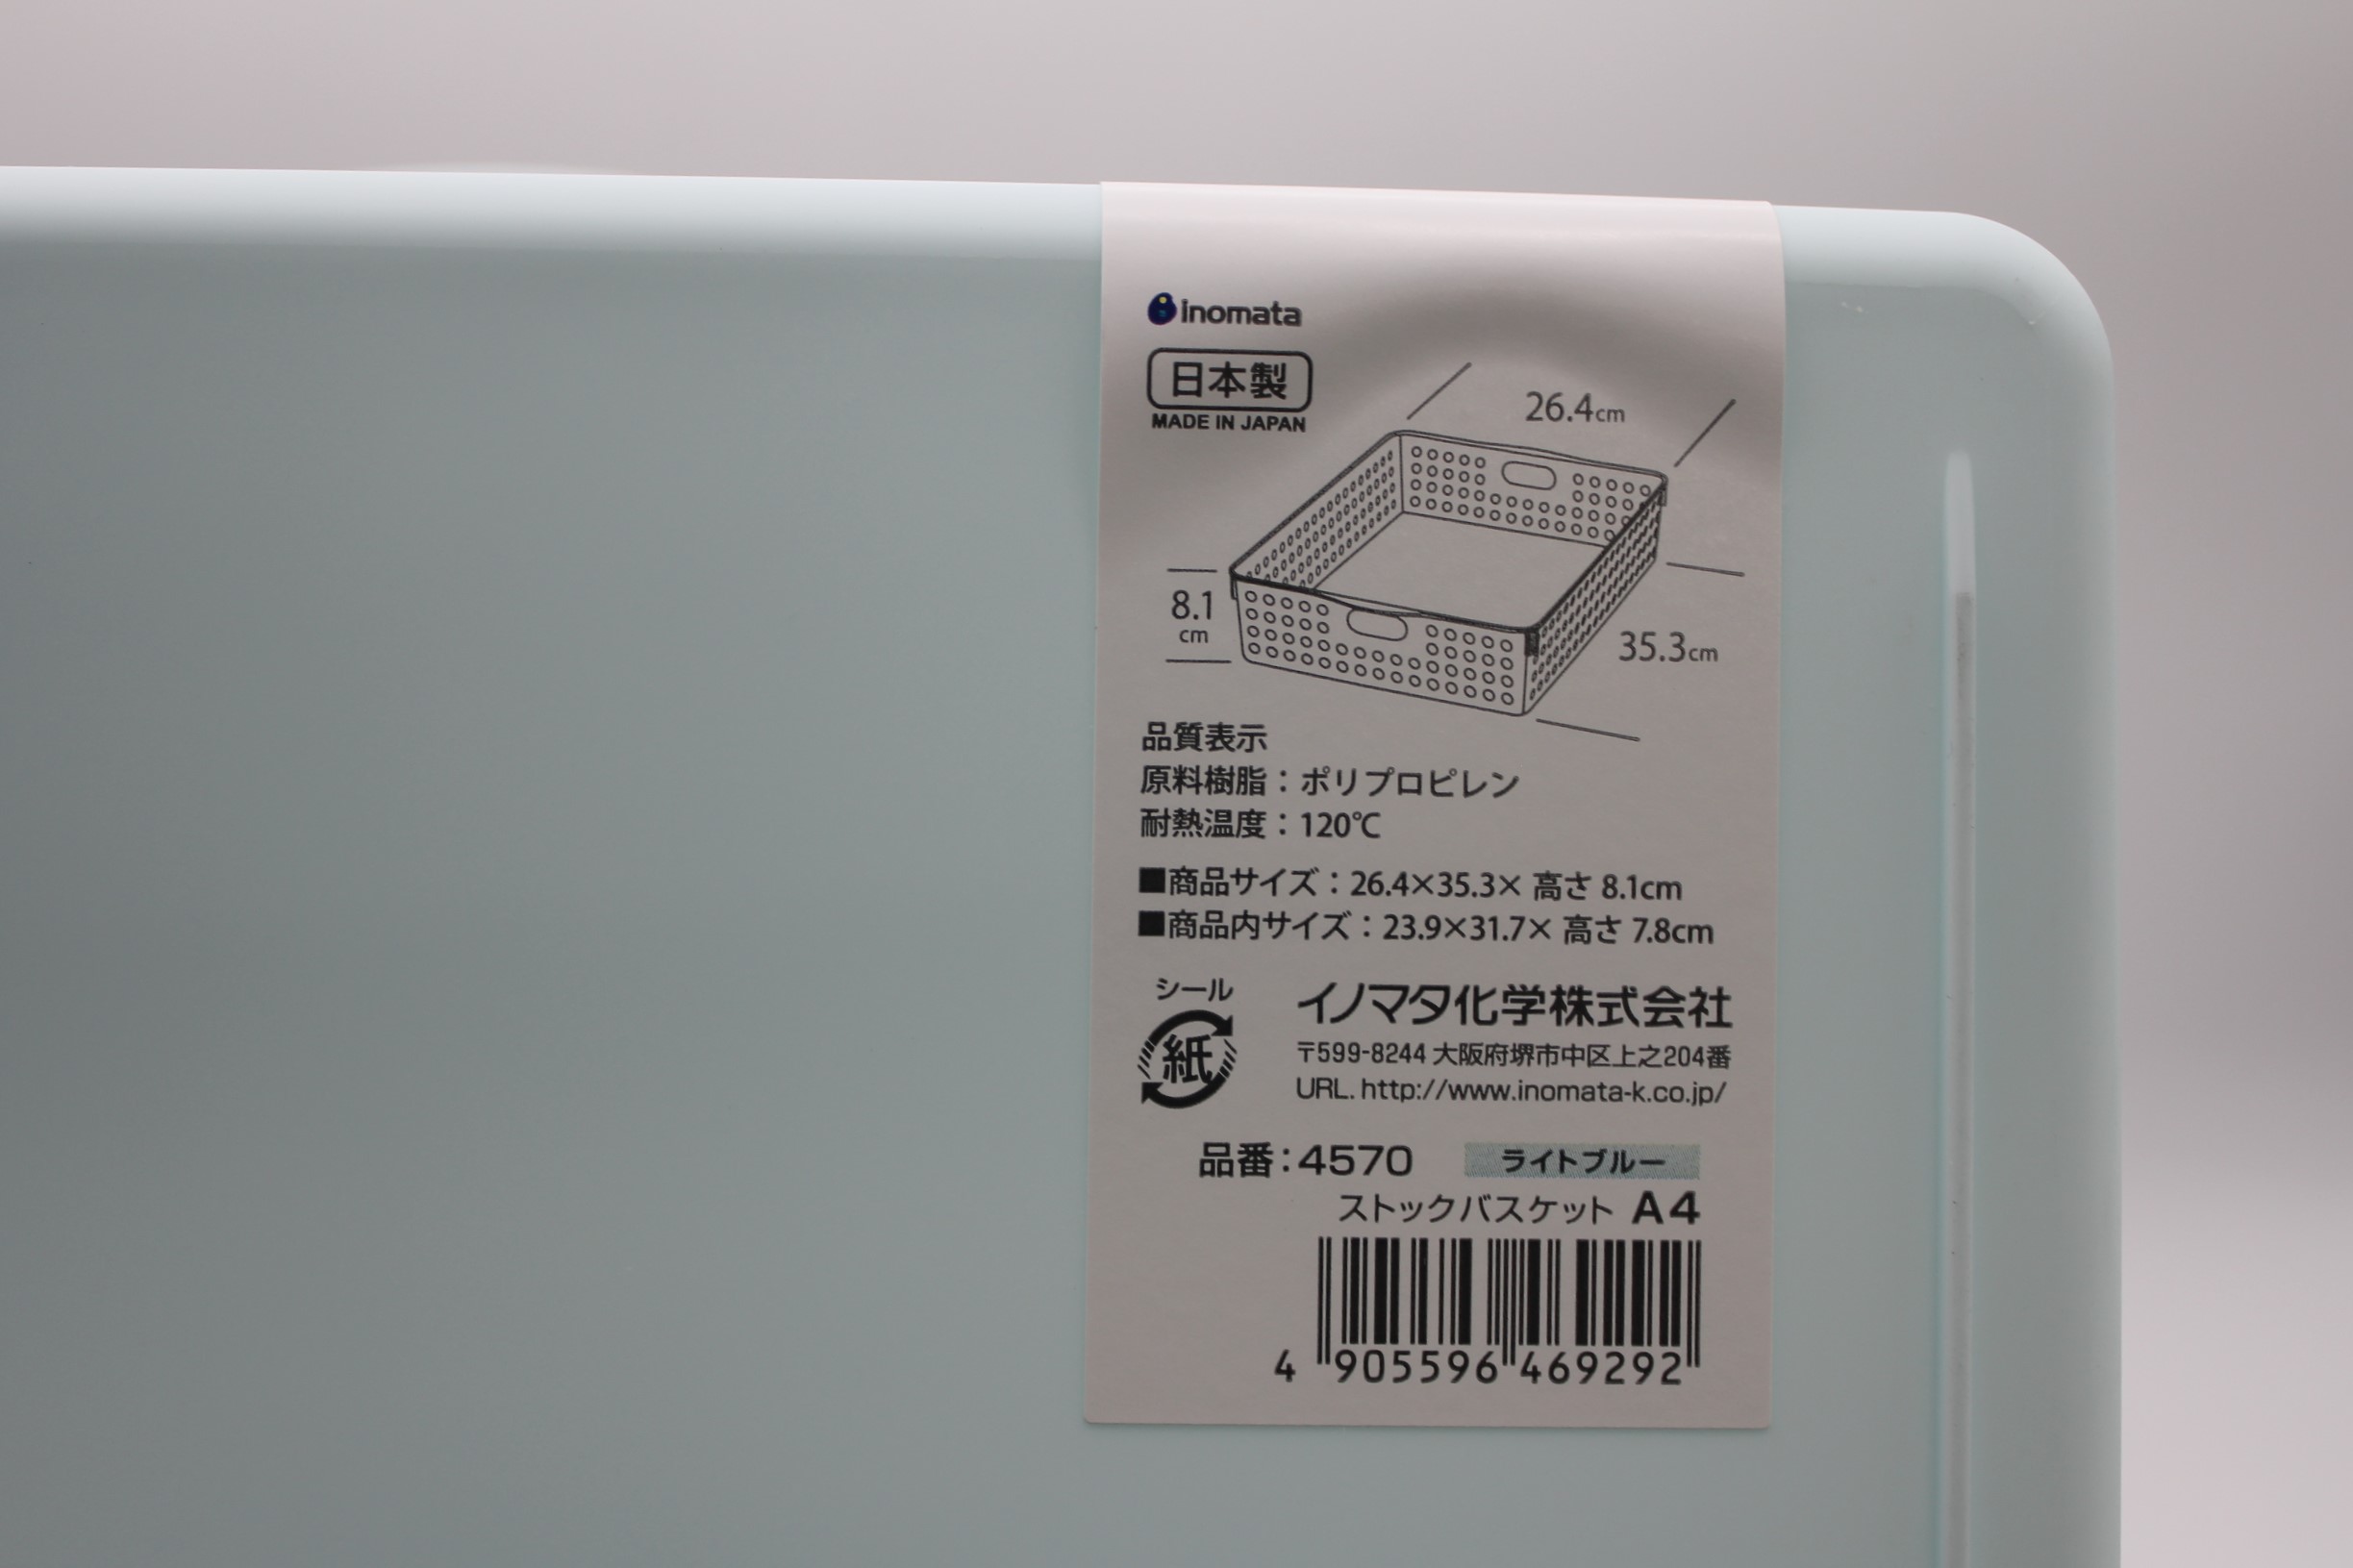 inomata
日本製
MADE IN JAPAN
26.4cm
8.1
cm
35.3cm
品質表示
原料樹脂：ポリプロピレン
耐熱温度：120℃
■商品サイズ：26.4×35.3× 高さ 8.1cm
■商品内サイズ：23.9×31.7× 高さ 7.8cm
シール
紙
イノマタ化学株式会社
〒599-8244 大阪府堺市中区上之204番
URL. http://www.inomata-k.co.jp/
品番：4570 ライトブルー
ストックバスケット A4
4 905596 469292